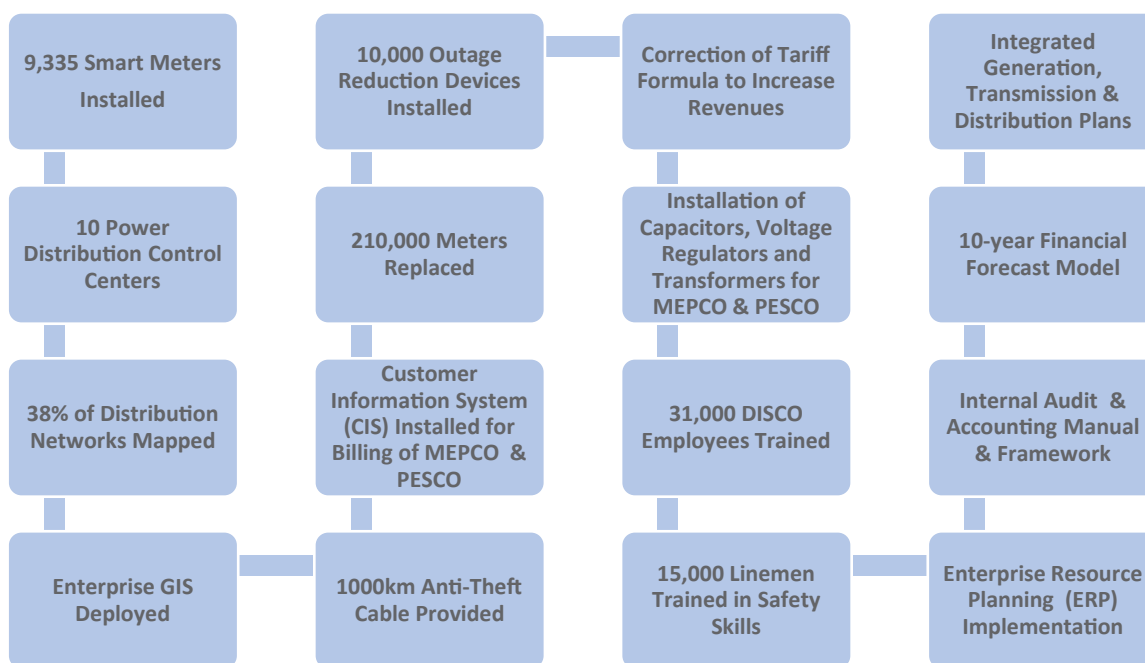 9,335 Smart Meters
Installed
10 Power
Distribution Control
Centers
38% of Distribution
Networks Mapped
Enterprise GIS
Deployed
1000km Anti-Theft
Cable Provided
Customer
Information System
(CIS) Installed for
Billing of MEPCO & 
PESCO
210,000 Meters
Replaced
10,000 Outage
Reduction Devices
Installed
Correction of Tariff
Formula to Increase
Revenues
Installation of
Capacitors, Voltage
Regulators and
Transformers for
MEPCO & PESCO
31,000 DISCO
Employees Trained
15,000 Linemen
Trained in Safety
Skills
Enterprise Resource
Planning (ERP)
Implementation
Internal Audit &
Accounting Manual
& Framework
10-year Financial
Forecast Model
Integrated
Generation,
Transmission &
Distribution Plans